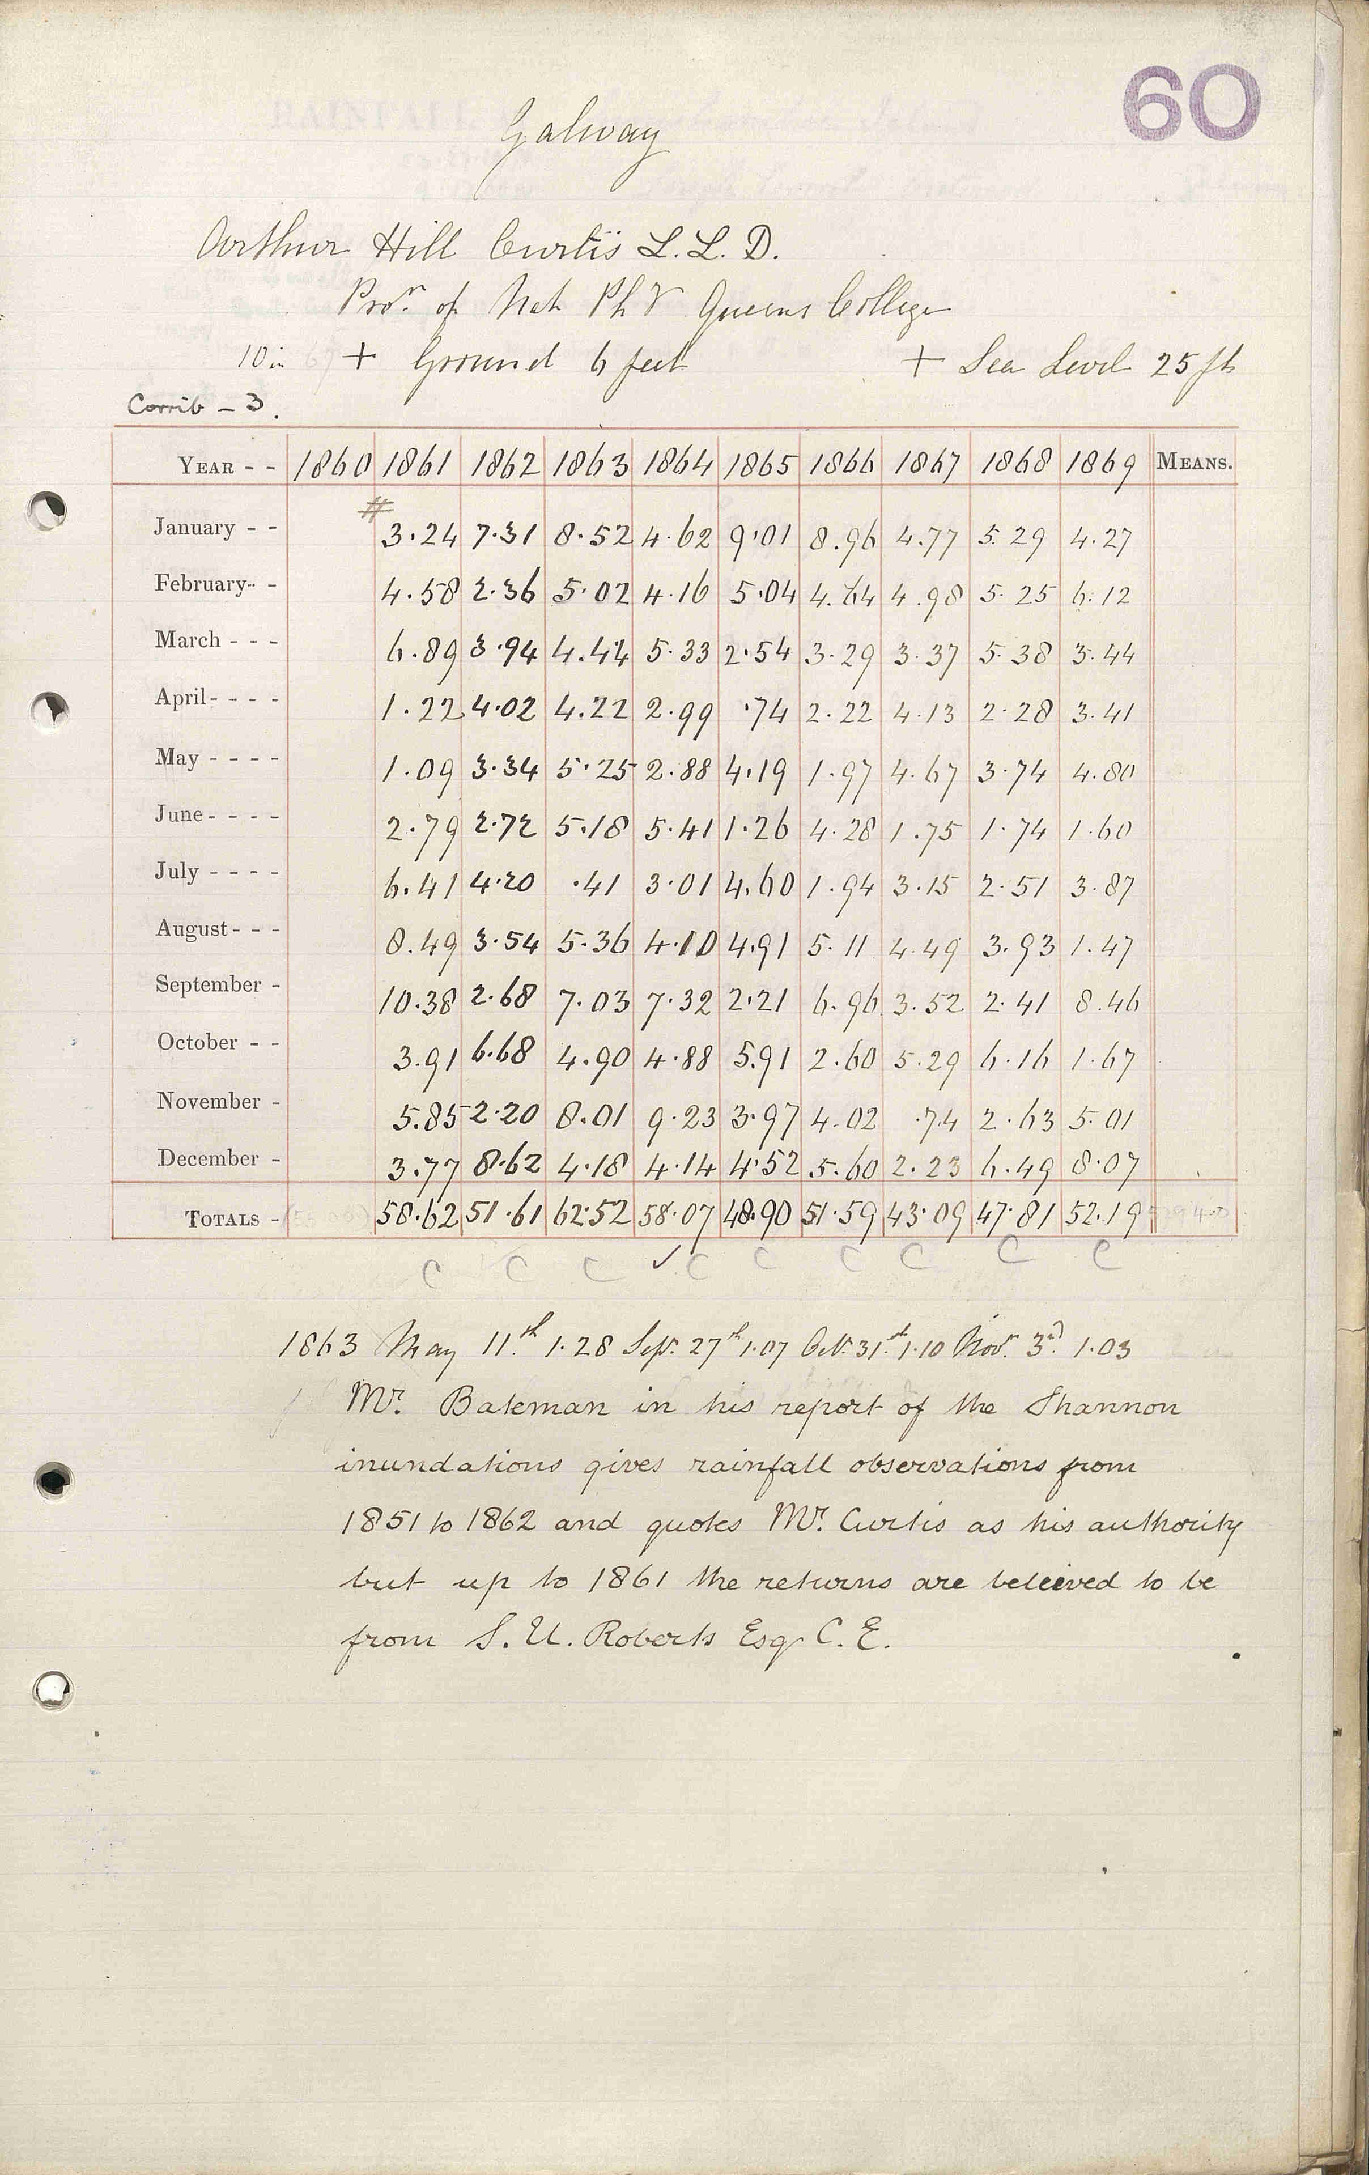 60
Galway
Arthur Hill Curtis L.L.D.
Pror. of Nat Phy Queens College
10 in + Ground 6 feet + Sea Level 25 ft
Corrib - 3.
YEAR - - 1860 1861 1862 1863 1864 1865 1866 1867 1868 1869 MEANS.
#
January - - 3.24 7.31 8.52 4.62 9.01 8.96 4.77 5.29 4.27
February - - 4.58 2.36 5.02 4.16 5.04 4.64 4.98 5.25 6.12
March - - - 6.89 3.94 4.44 5.33 2.54 3.29 3.37 5.38 3.44
April - - - - 1.22 4.02 4.22 2.99 .74 2.22 4.13 2.28 3.41
May - - - - 1.09 3.34 5.25 2.88 4.19 1.97 4.67 3.74 4.80
June - - - - 2.79 2.72 5.18 5.41 1.26 4.28 1.75 1.74 1.60
July - - - - 6.41 4.20 .41 3.01 4.60 1.94 3.15 2.51 3.87
August - - - 8.49 3.54 5.36 4.10 4.91 5.11 4.49 3.93 1.47
September - 10.38 2.68 7.03 7.32 2.21 6.96 3.52 2.41 8.46
October - - 3.91 6.68 4.90 4.88 5.91 2.60 5.29 6.16 1.67
November - 5.85 2.20 8.01 9.23 3.97 4.02 .74 2.63 5.01
December - 3.77 8.62 4.18 4.14 4.52 5.60 2.23 6.49 8.07
TOTALS - 58.62 51.61 62.52 58.07 48.90 51.59 43.09 47.81 52.19
C C C ✓ C C C C C C
1863 May 11.th 1.28 Sep. 27th 1.07 Oct. 31st 1.10 Nov. 3d. 1.03
Mr. Bateman in his report of the Shannon
inundations gives rainfall observations from
1851 to 1862 and quotes Mr. Curtis as his authority
but up to 1861 the returns are beleeved to be
from S. U. Roberts Esqr C. E.